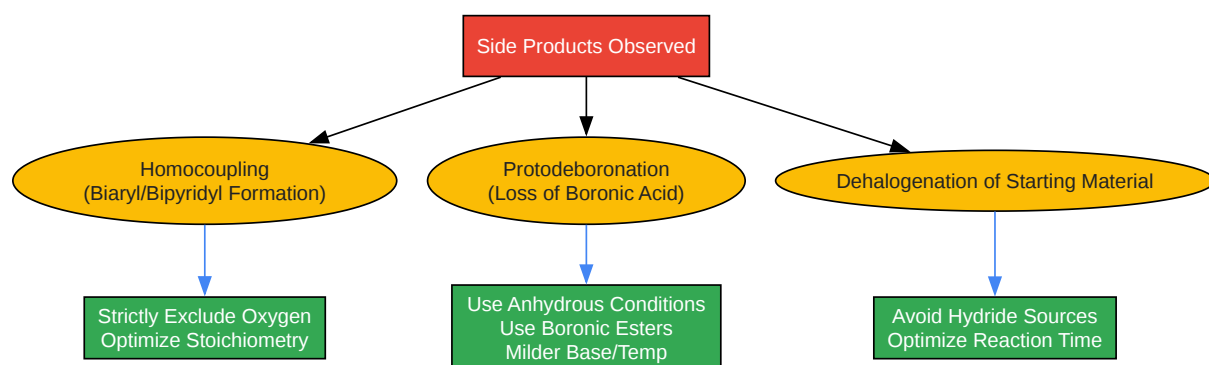 Side Products Observed
Homocoupling
(Biaryl/Bipyridyl Formation)
Protodeboronation
(Loss of Boronic Acid)
Dehalogenation of Starting Material
Strictly Exclude Oxygen
Optimize Stoichiometry
Use Anhydrous Conditions
Use Boronic Esters
Milder Base/Temp
Avoid Hydride Sources
Optimize Reaction Time